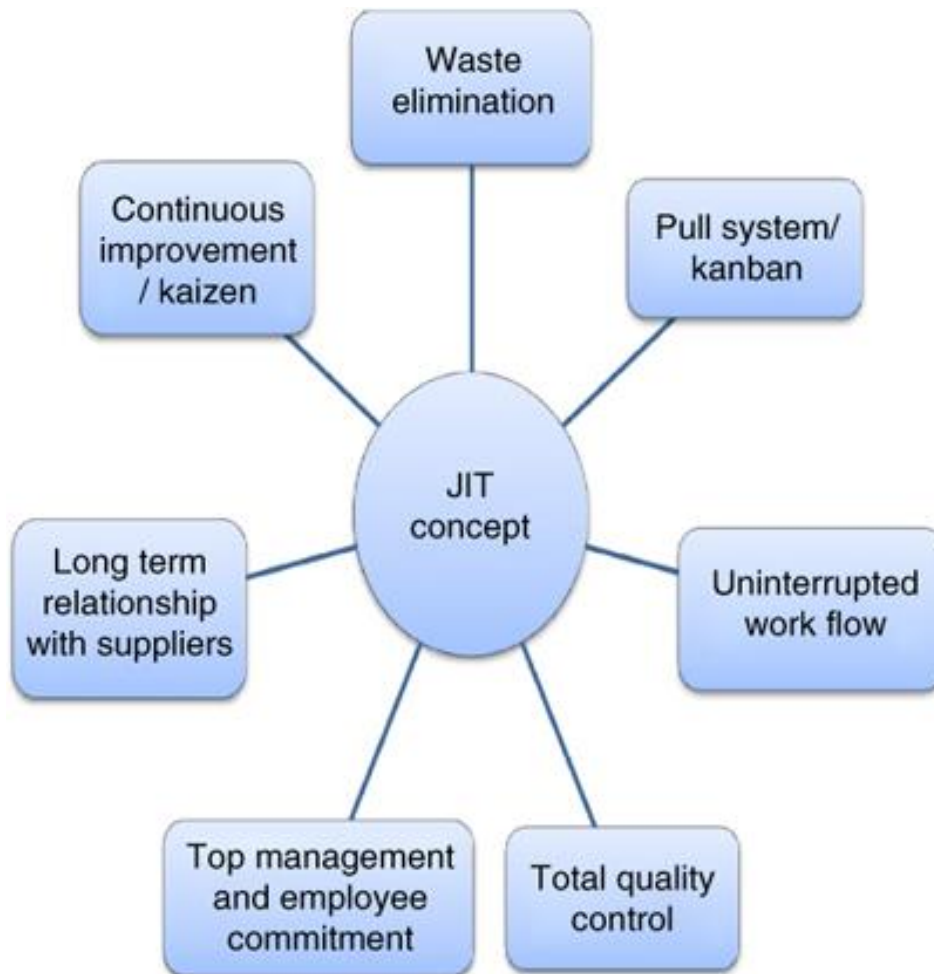 Waste
elimination
Continuous
improvement
/ kaizen
Pull system/
kanban
JIT
concept
Long term
relationship
with suppliers
Uninterrupted
work flow
Top management
and employee
commitment
Total quality
control